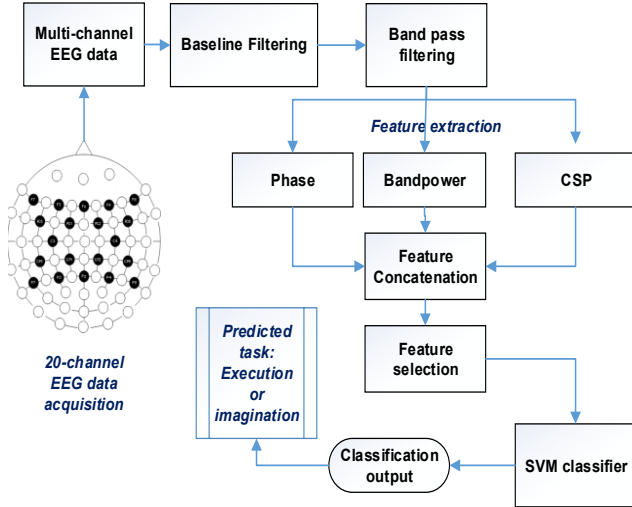 Multi-channel
EEG data
Baseline Filtering
Band pass
filtering
Feature extraction
Phase
Bandpower
CSP
Feature
Concatenation
20-channel
EEG data
acquisition
Predicted
task:
Execution
or
imagination
Feature
selection
Classification
output
SVM classifier